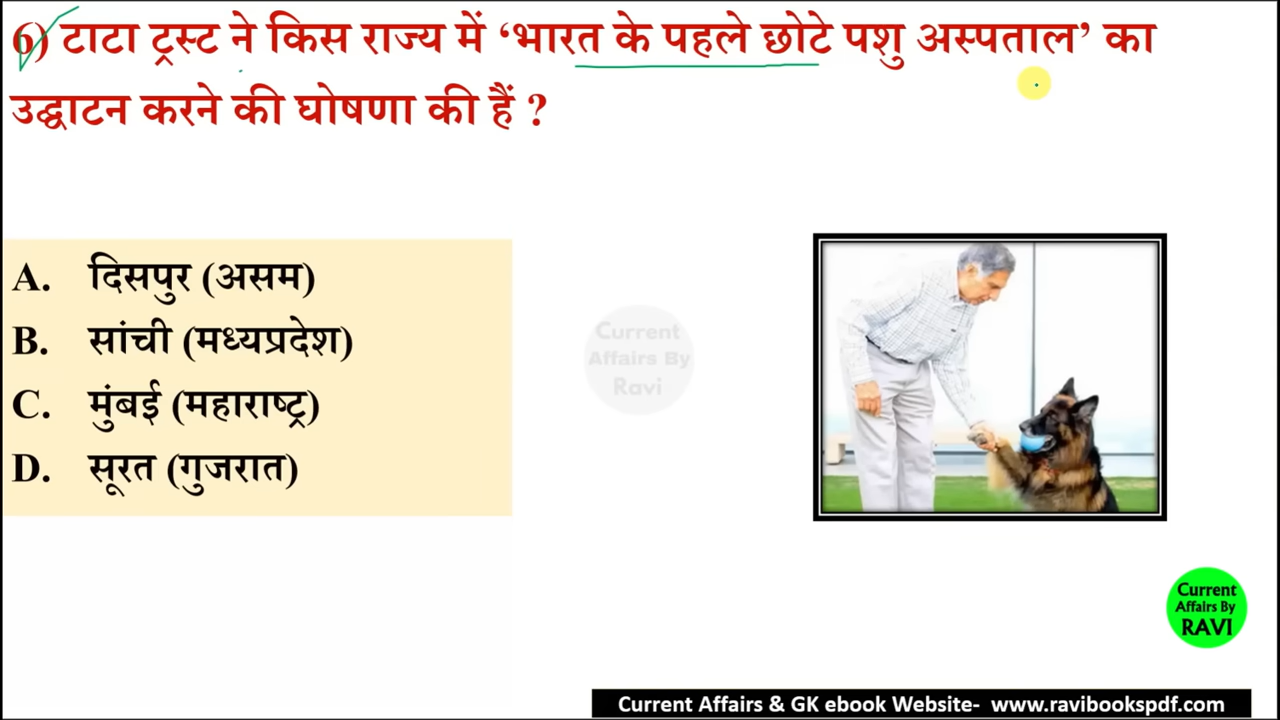 6) टाटा ट्रस्ट ने किस राज्य में ‘भारत के पहले छोटे पशु अस्पताल’ का
उद्घाटन करने की घोषणा की हैं ?
A. दिसपुर (असम)
B. सांची (मध्यप्रदेश)
C. मुंबई (महाराष्ट्र)
D. सूरत (गुजरात)
Current
Affairs By
Ravi
Current
Affairs By
RAVI
Current Affairs & GK ebook Website- www.ravibookspdf.com